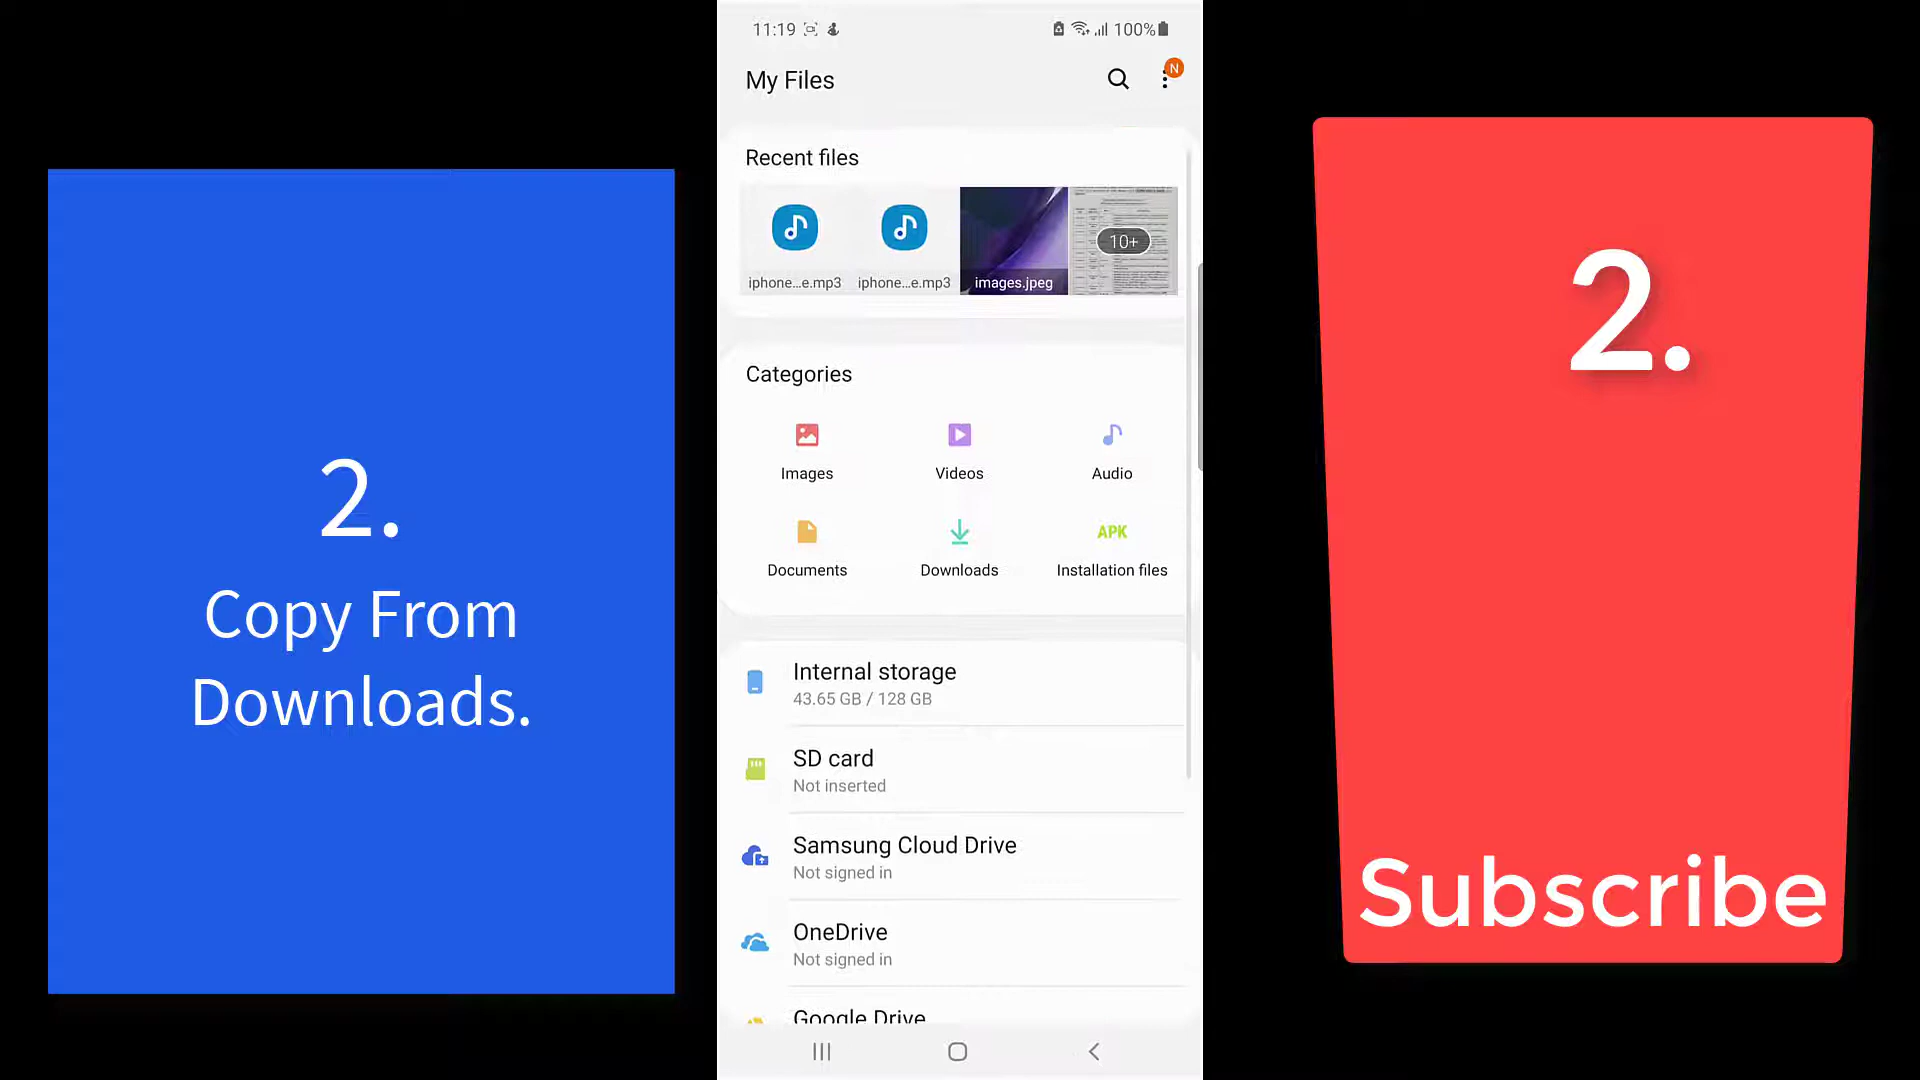 2.
Copy From
Downloads.
11:19
100%
My Files
N
Recent files
iphone...e.mp3
iphone...e.mp3
images.jpeg
10+
Categories
Images
Videos
Audio
APK
Documents
Downloads
Installation files
Internal storage
43.65 GB / 128 GB
SD card
Not inserted
Samsung Cloud Drive
Not signed in
OneDrive
Not signed in
Google Drive
2.
Subscribe